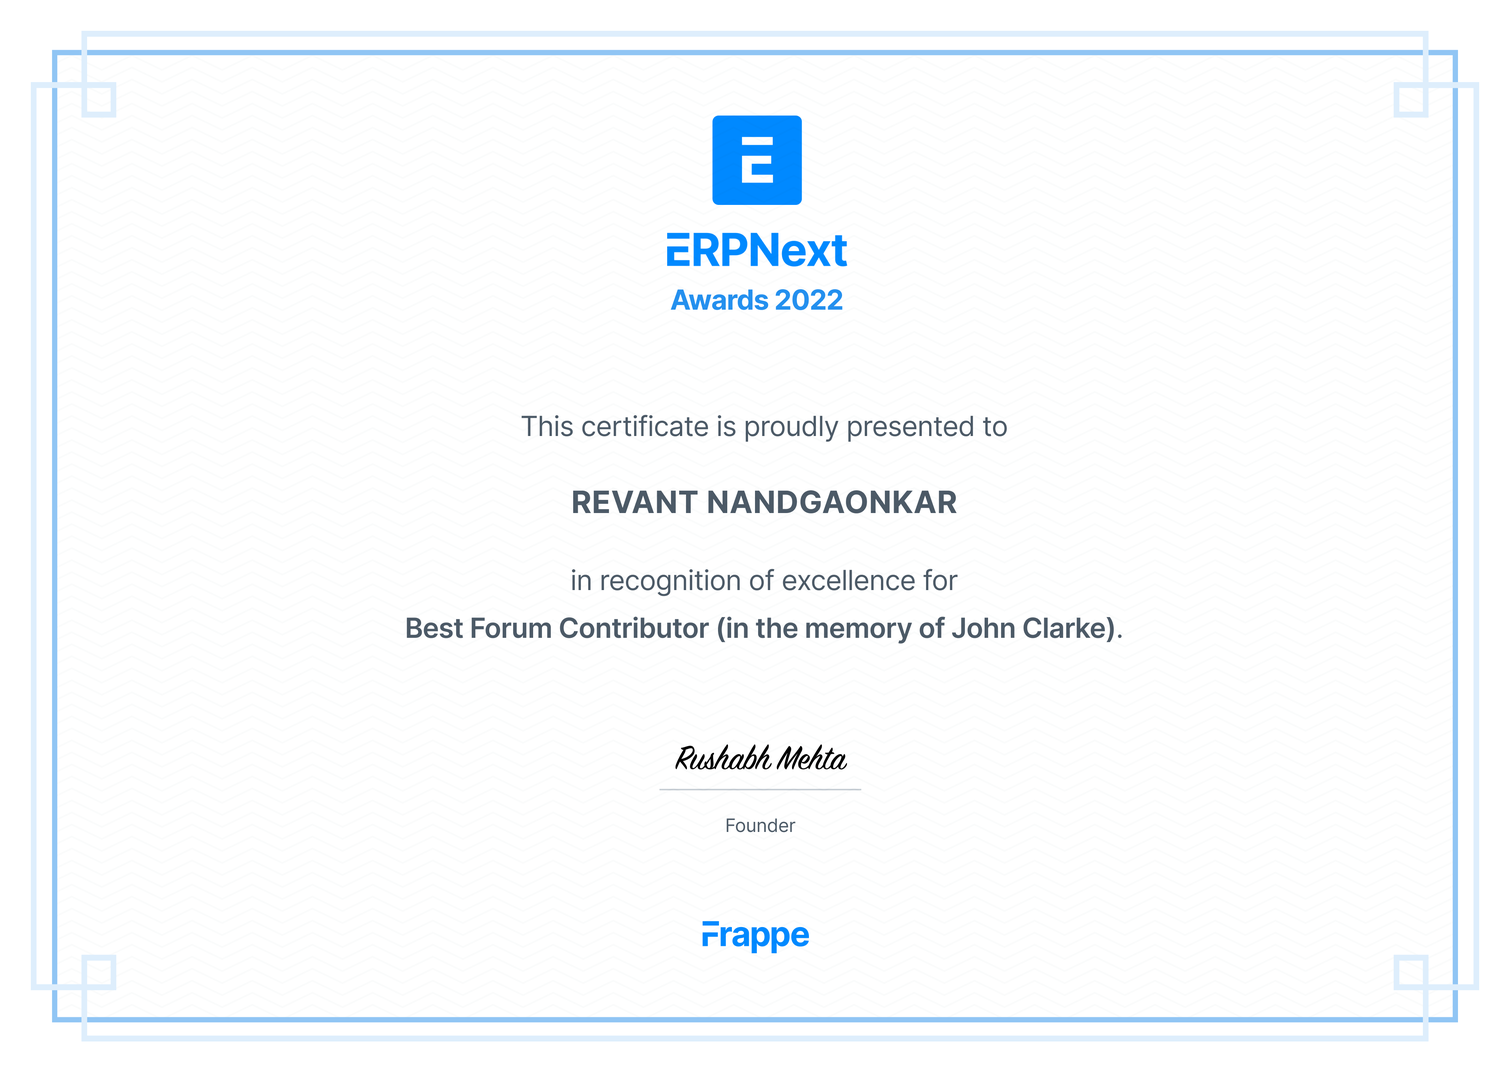 E
ERPNext
Awards 2022
This certificate is proudly presented to
REVANT NANDGAONKAR
in recognition of excellence for
Best Forum Contributor (in the memory of John Clarke).
Rushabh Mehta
Founder
Frappe